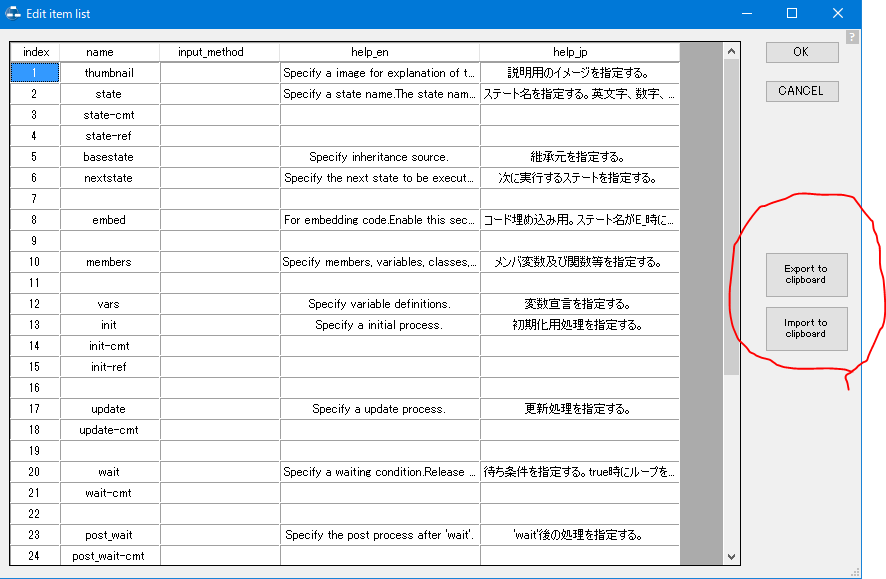 Edit item list
?
index name input_method help_en help_jp
1 thumbnail Specify a image for explanation of t... 説明用のイメージを指定する。
2 state Specify a state name.The state nam... ステート名を指定する。英文字、数字、...
3 state-cmt
4 state-ref
5 basestate Specify inheritance source. 継承元を指定する。
6 nextstate Specify the next state to be execut... 次に実行するステートを指定する。
7
8 embed For embedding code.Enable this sec... コード埋め込み用。ステート名がE_時に...
9
10 members Specify members, variables, classes,... メンバ変数及び関数等を指定する。
11
12 vars Specify variable definitions. 変数宣言を指定する。
13 init Specify a initial process. 初期化用処理を指定する。
14 init-cmt
15 init-ref
16
17 update Specify a update process. 更新処理を指定する。
18 update-cmt
19
20 wait Specify a waiting condition.Release ... 待ち条件を指定する。true時にループを...
21 wait-cmt
22
23 post_wait Specify the post process after 'wait'. 'wait'後の処理を指定する。
24 post_wait-cmt
OK
CANCEL
Export to
clipboard
Import to
clipboard